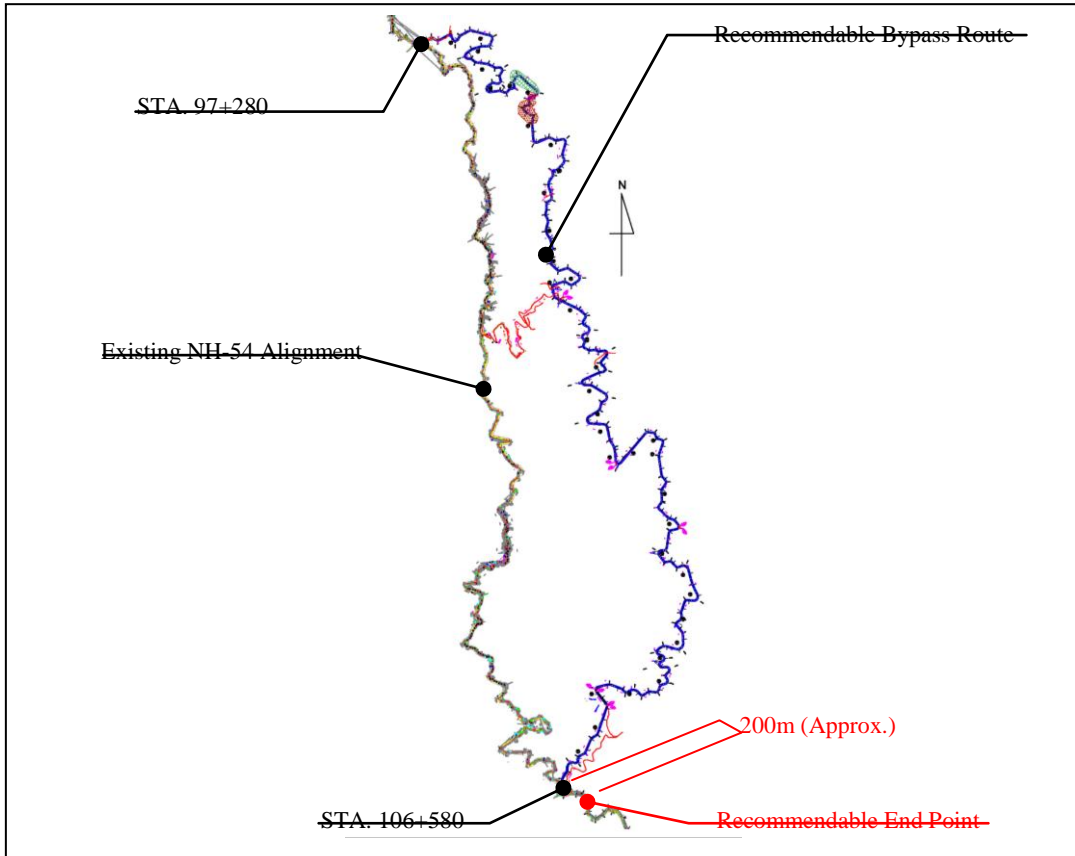 Recommendable Bypass Route
STA. 97+280
N
Existing NH-54 Alignment
200m (Approx.)
STA. 106+580
Recommendable End Point